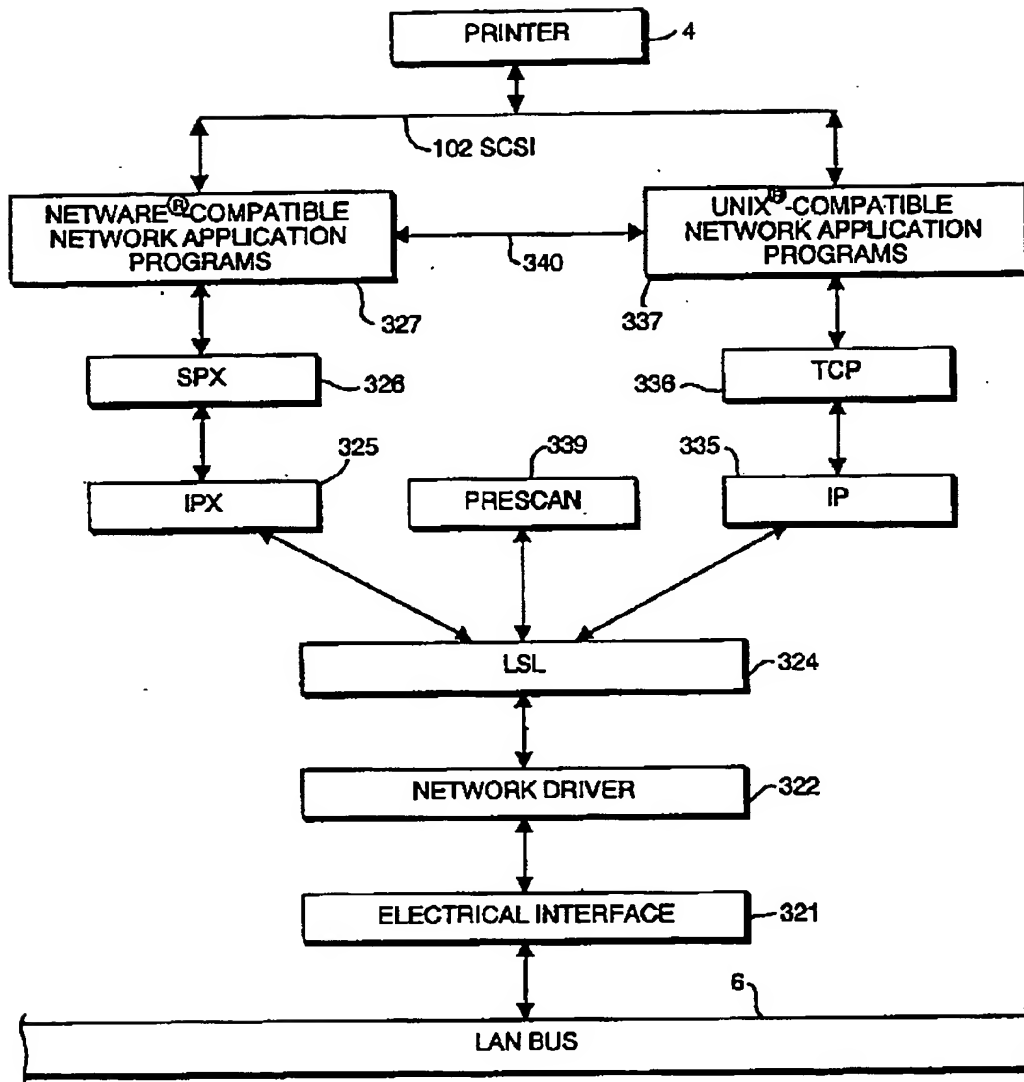 PRINTER
4
102 SCSI
NETWARE®-COMPATIBLE
NETWORK APPLICATION
PROGRAMS
327
340
UNIX®-COMPATIBLE
NETWORK APPLICATION
PROGRAMS
337
SPX
326
TCP
336
325
IPX
339
PRESCAN
335
IP
LSL
324
NETWORK DRIVER
322
ELECTRICAL INTERFACE
321
6
LAN BUS